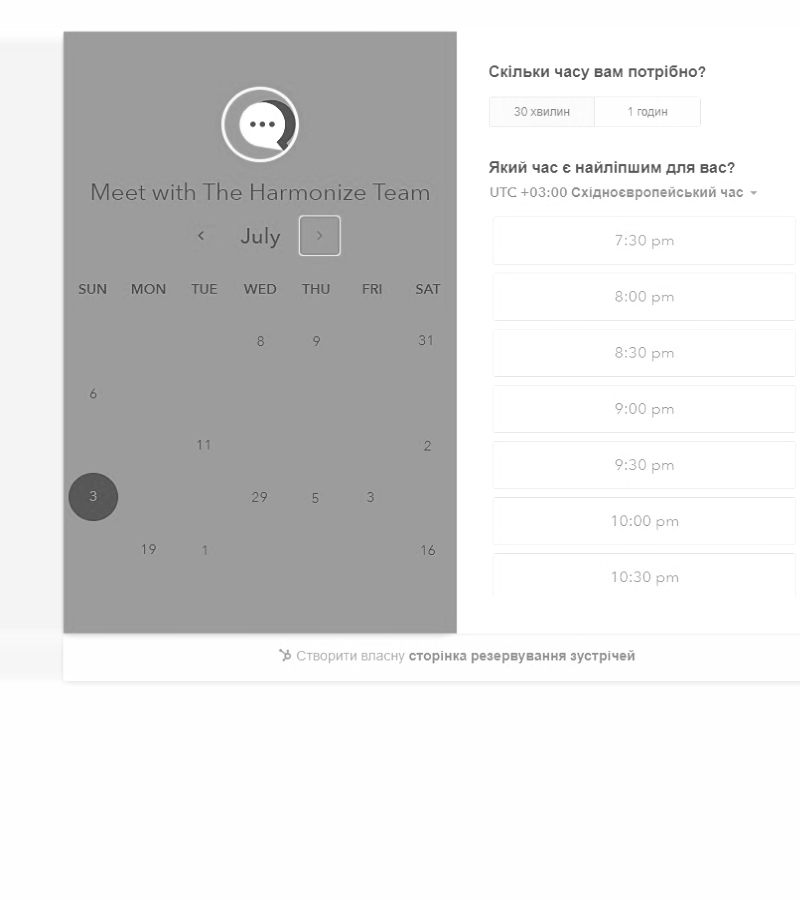 Meet with The Harmonize Team
July
SUN MON TUE WED THU FRI SAT
8 9 31
6
11 2
3 29 5 3
19 1 16
Скільки часу вам потрібно?
30 хвилин 1 годин
Який час є найліпшим для вас?
UTC +03:00 Східноєвропейський час
7:30 pm
8:00 pm
8:30 pm
9:00 pm
9:30 pm
10:00 pm
10:30 pm
Створити власну сторінка резервування зустрічей